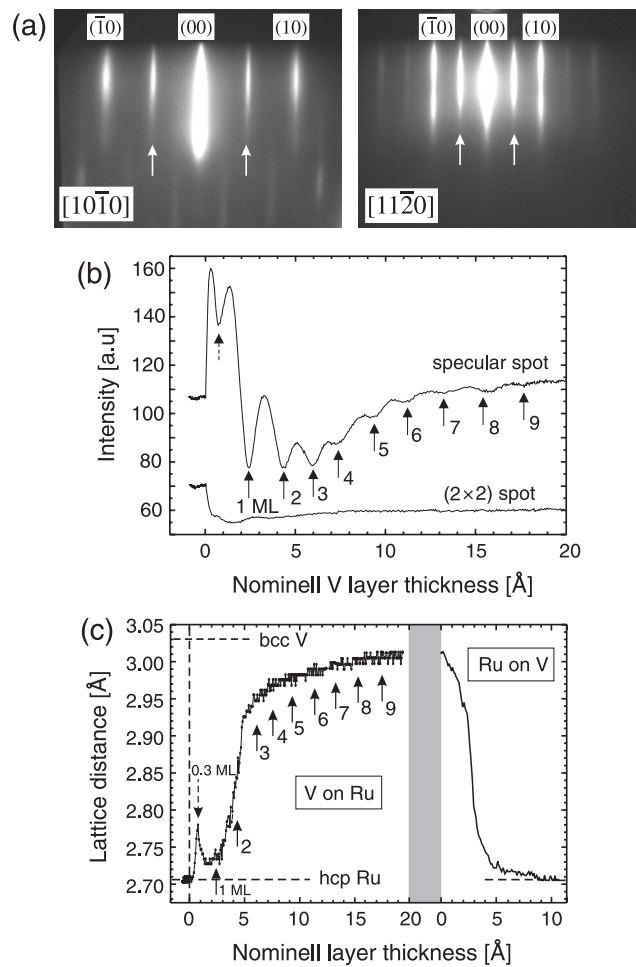 (a)
(1̄0) (00) (10)
[101̄0]
(1̄0) (00) (10)
[112̄0]
(b)
160
140
120
100
80
60
Intensity [a.u]
specular spot
1 ML 2 3 4 5 6 7 8 9
(2×2) spot
0 5 10 15 20
Nominell V layer thickness [Å]
(c)
3.05
3.00
2.95
2.90
2.85
2.80
2.75
2.70
Lattice distance [Å]
bcc V
Ru on V
3 4 5 6 7 8 9
0.3 ML
V on Ru
2
1 ML
hcp Ru
0 5 10 15 20 0 5 10
Nominell layer thickness [Å]